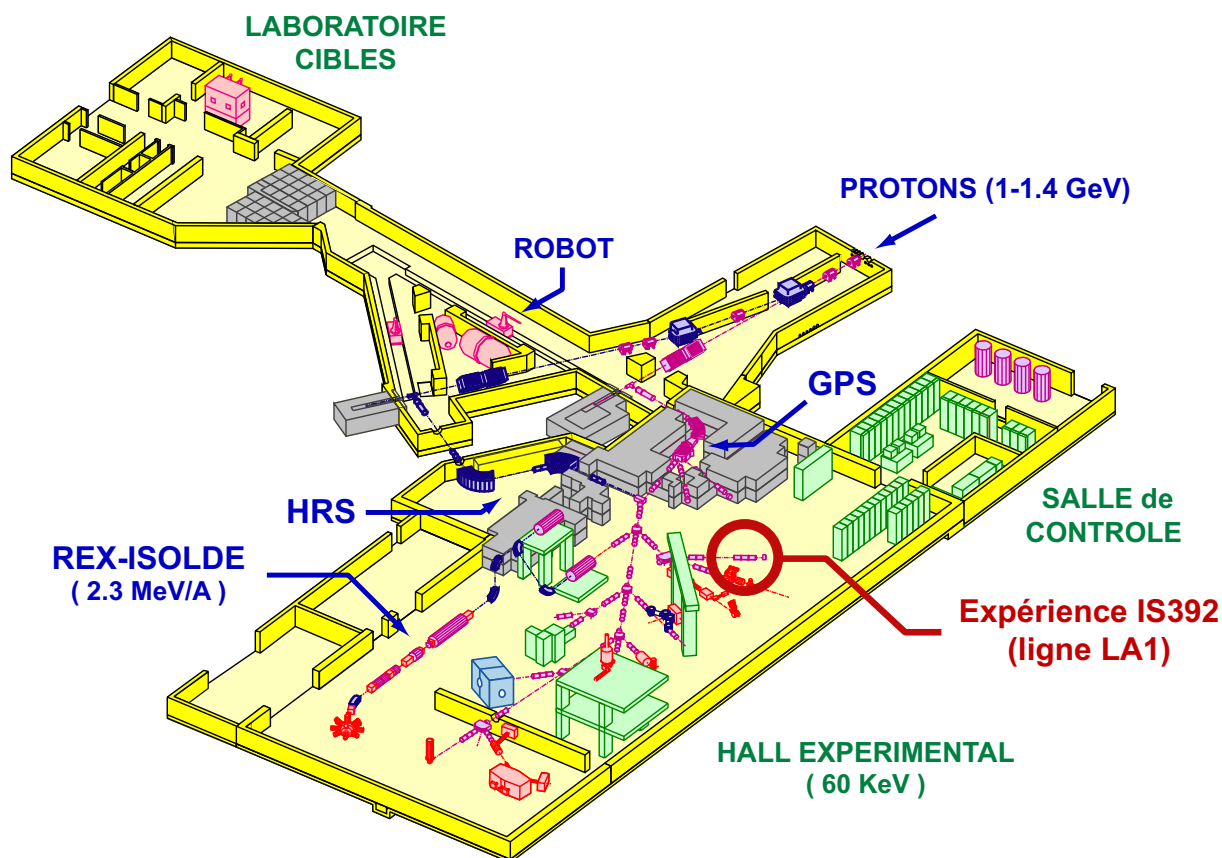 LABORATOIRE
CIBLES
PROTONS (1-1.4 GeV)
ROBOT
GPS
HRS
SALLE de
CONTROLE
REX-ISOLDE
( 2.3 MeV/A )
Expérience IS392
(ligne LA1)
HALL EXPERIMENTAL
( 60 KeV )